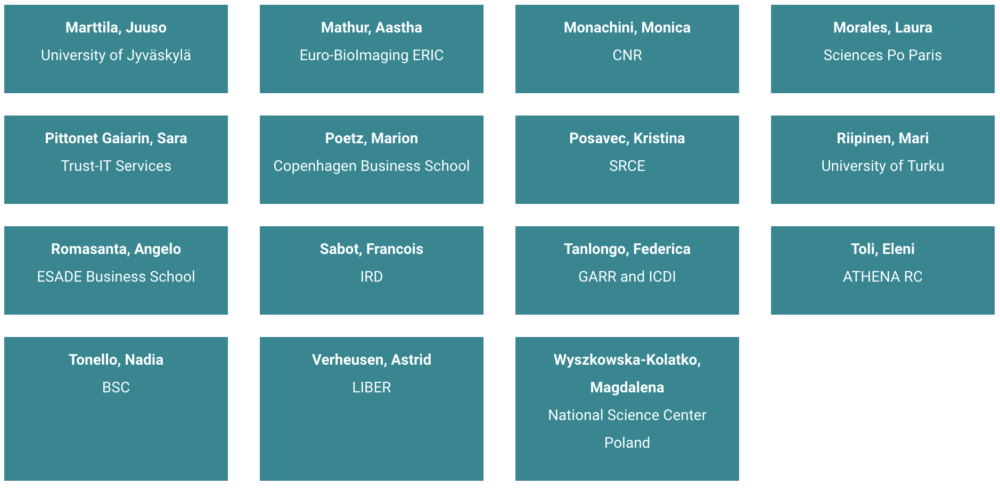 Marttila, Juuso
University of Jyväskylä
Mathur, Aastha
Euro-BioImaging ERIC
Monachini, Monica
CNR
Morales, Laura
Sciences Po Paris
Pittonet Gaiarin, Sara
Trust-IT Services
Poetz, Marion
Copenhagen Business School
Posavec, Kristina
SRCE
Riipinen, Mari
University of Turku
Romasanta, Angelo
ESADE Business School
Sabot, Francois
IRD
Tanlongo, Federica
GARR and ICDI
Toli, Eleni
ATHENA RC
Tonello, Nadia
BSC
Verheusen, Astrid
LIBER
Wyszkowska-Kolatko,
Magdalena
National Science Center
Poland